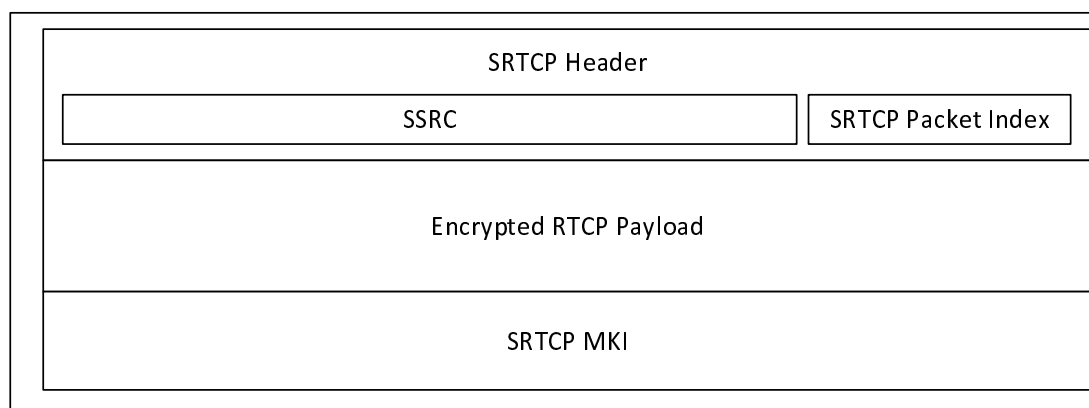 SRTCP Header
SSRC
SRTCP Packet Index
Encrypted RTCP Payload
SRTCP MKI